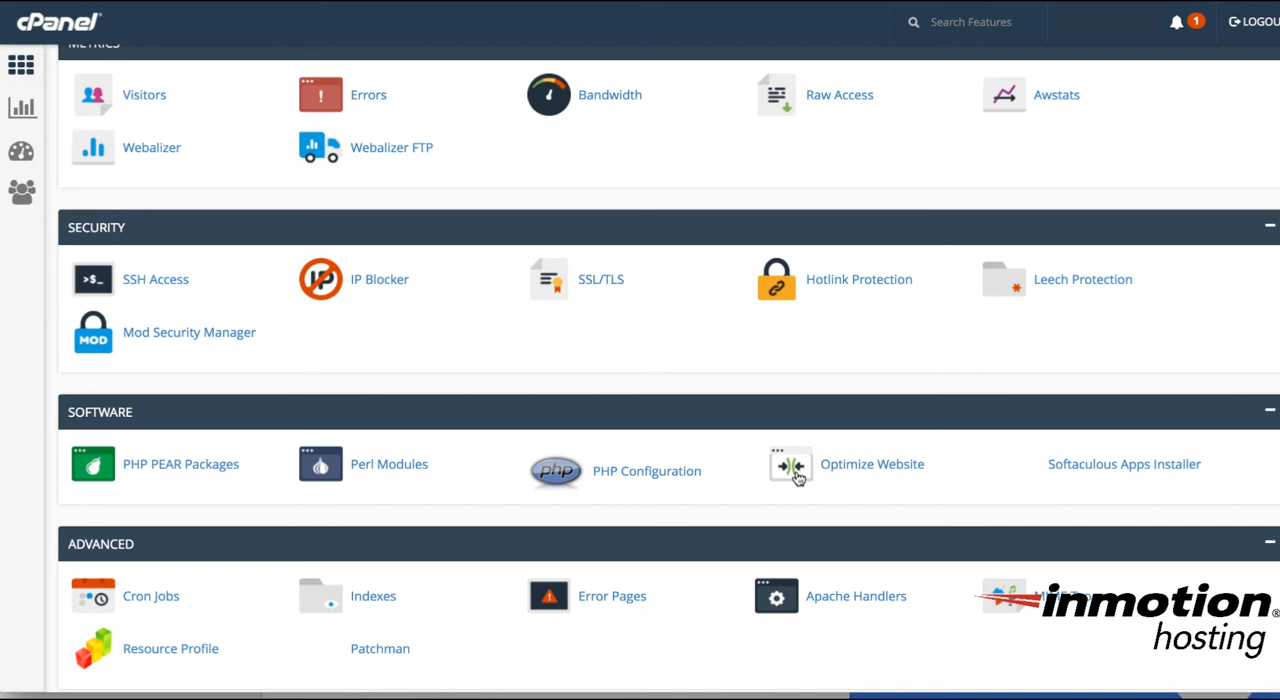 cPanel
Search Features
1
LOGOU
METRICS
Visitors
Errors
Bandwidth
Raw Access
Awstats
Webalizer
Webalizer FTP
SECURITY
>$_
SSH Access
IP
IP Blocker
SSL/TLS
Hotlink Protection
Leech Protection
MOD
Mod Security Manager
SOFTWARE
PHP PEAR Packages
Perl Modules
php
PHP Configuration
Optimize Website
Softaculous Apps Installer
ADVANCED
Cron Jobs
Indexes
Error Pages
Apache Handlers
inmotion®
hosting
Resource Profile
Patchman